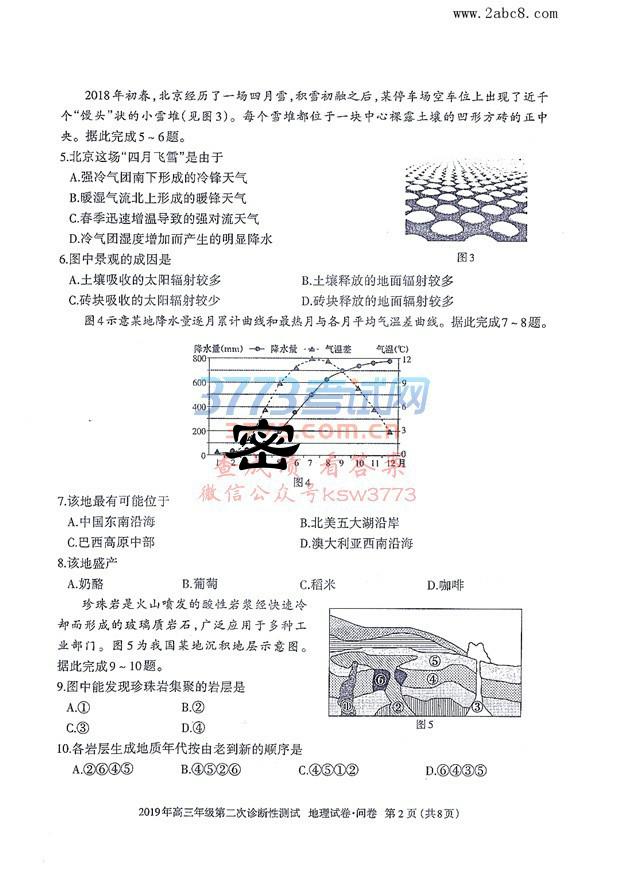 www.2abc8.com
2018年初春,北京经历了一场四月雪,积雪初融之后,某停车场空车位上出现了近千
个“馒头”状的小雪堆(见图3)。每个雪堆都位于一块中心裸露土壤的凹形方砖的正中
央。据此完成5~6题。
5.北京这场“四月飞雪”是由于
A.强冷气团南下形成的冷锋天气
B.暖湿气流北上形成的暖锋天气
C.春季迅速增温导致的强对流天气
D.冷气团湿度增加而产生的明显降水
图3
6.图中景观的成因是
A.土壤吸收的太阳辐射较多 B.土壤释放的地面辐射较多
C.砖块吸收的太阳辐射较少 D.砖块释放的地面辐射较多
图4示意某地降水量逐月累计曲线和最热月与各月平均气温差曲线。据此完成7~8题。
降水量(mm) 降水量 气温差 气温(℃)
800 12
600 9
400 6
200 3
0 0
1 2 3 4 5 6 7 8 9 10 11 12月
3773考试网
www.3773.com.cn
密
查成绩 看答案
图4
微信公众号ksw3773
7.该地最有可能位于
A.中国东南沿海 B.北美五大湖沿岸
C.巴西高原中部 D.澳大利亚西南沿海
8.该地盛产
A.奶酪 B.葡萄 C.稻米 D.咖啡
珍珠岩是火山喷发的酸性岩浆经快速冷
却而形成的玻璃质岩石,广泛应用于多种工
业部门。图5为我国某地沉积地层示意图。
据此完成9~10题。
9.图中能发现珍珠岩集聚的岩层是
A.① B.②
C.③ D.④
⑤ ⑥ ④ ① ② ③
图5
10.各岩层生成地质年代按由老到新的顺序是
A.②⑥④⑤ B.④⑤②⑥ C.④⑤①② D.⑥④③⑤
2019年高三年级第二次诊断性测试 地理试卷·问卷 第2页(共8页)